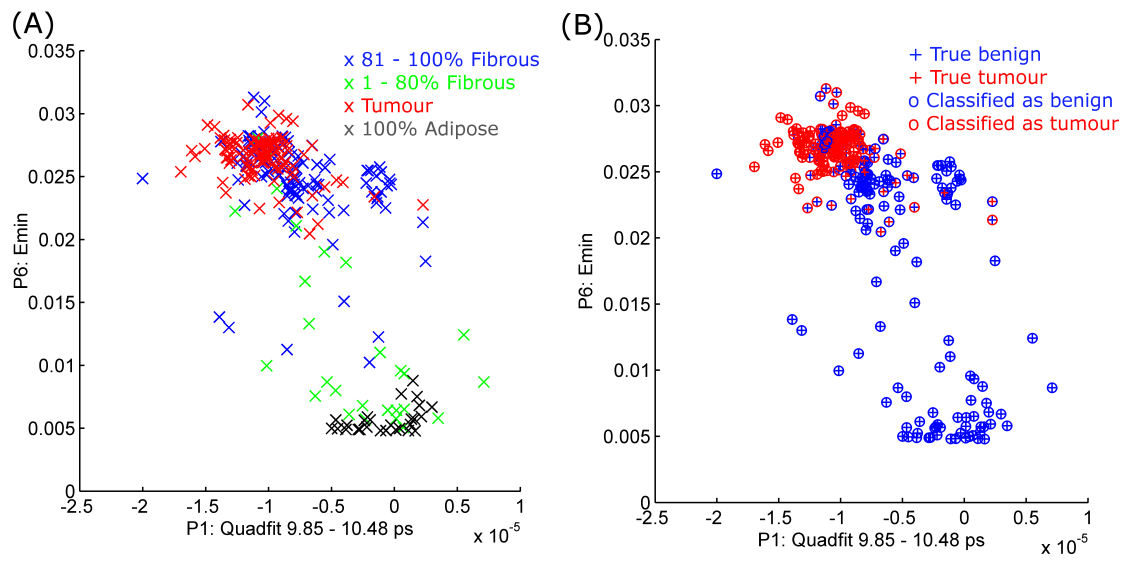 (A)
0.035
0.03
0.025
0.02
0.015
0.01
0.005
0
P6: Emin
x 81 - 100% Fibrous
x 1 - 80% Fibrous
x Tumour
x 100% Adipose
-2.5 -2 -1.5 -1 -0.5 0 0.5 1
P1: Quadfit 9.85 - 10.48 ps
x 10-5
(B)
0.035
0.03
0.025
0.02
0.015
0.01
0.005
0
P6: Emin
+ True benign
+ True tumour
o Classified as benign
o Classified as tumour
-2.5 -2 -1.5 -1 -0.5 0 0.5 1
P1: Quadfit 9.85 - 10.48 ps
x 10-5